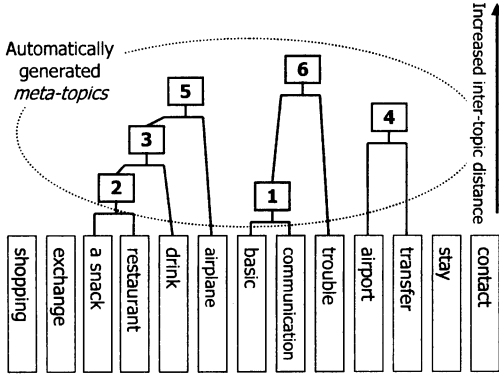 Automatically
generated
meta-topics
Increased inter-topic distance
6
5
4
3
2
1
shopping
exchange
a snack
restaurant
drink
airplane
basic
communication
trouble
airport
transfer
stay
contact